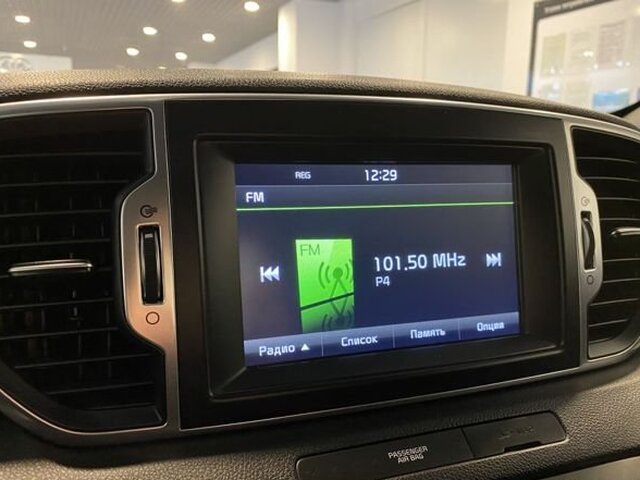 REG 12:29
FM
FM
101.50 MHz
P4
Радио ▲ Список Память Опции
PASSENGER
AIR BAG